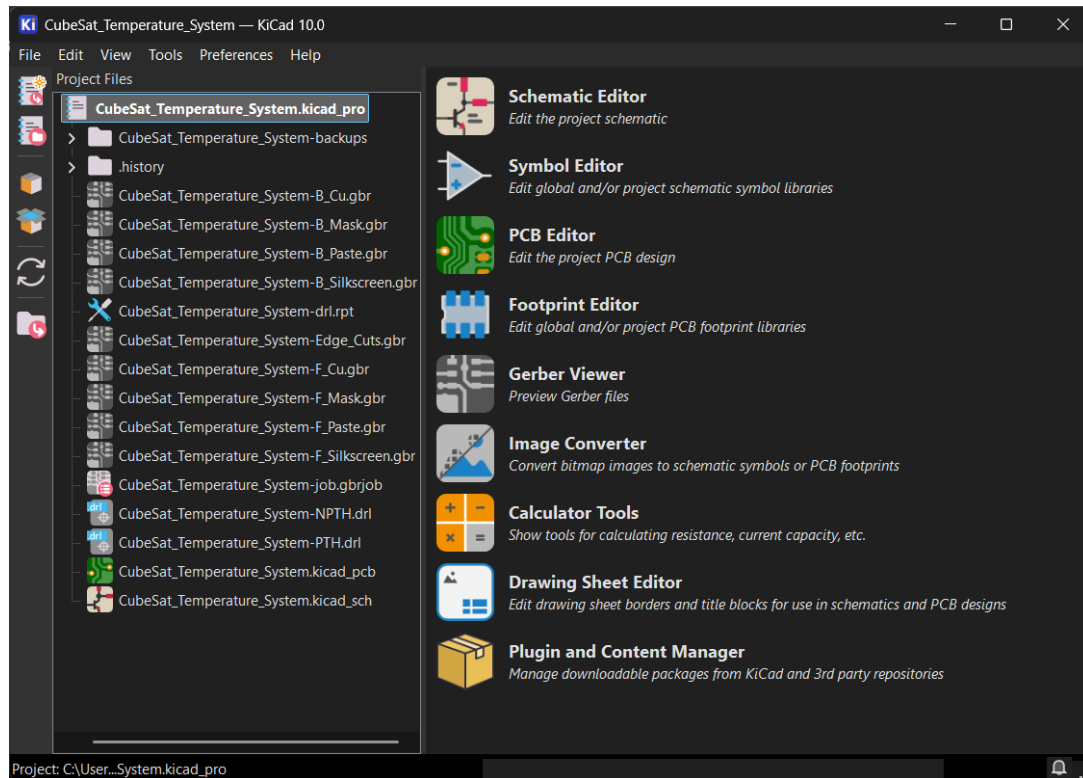 Ki CubeSat_Temperature_System — KiCad 10.0
File Edit View Tools Preferences Help
Project Files
CubeSat_Temperature_System.kicad_pro
CubeSat_Temperature_System-backups
.history
CubeSat_Temperature_System-B_Cu.gbr
CubeSat_Temperature_System-B_Mask.gbr
CubeSat_Temperature_System-B_Paste.gbr
CubeSat_Temperature_System-B_Silkscreen.gbr
CubeSat_Temperature_System-drl.rpt
CubeSat_Temperature_System-Edge_Cuts.gbr
CubeSat_Temperature_System-F_Cu.gbr
CubeSat_Temperature_System-F_Mask.gbr
CubeSat_Temperature_System-F_Paste.gbr
CubeSat_Temperature_System-F_Silkscreen.gbr
CubeSat_Temperature_System-job.gbrjob
.drl CubeSat_Temperature_System-NPTH.drl
.drl CubeSat_Temperature_System-PTH.drl
CubeSat_Temperature_System.kicad_pcb
CubeSat_Temperature_System.kicad_sch
Schematic Editor
Edit the project schematic
Symbol Editor
Edit global and/or project schematic symbol libraries
PCB Editor
Edit the project PCB design
Footprint Editor
Edit global and/or project PCB footprint libraries
Gerber Viewer
Preview Gerber files
Image Converter
Convert bitmap images to schematic symbols or PCB footprints
Calculator Tools
Show tools for calculating resistance, current capacity, etc.
Drawing Sheet Editor
Edit drawing sheet borders and title blocks for use in schematics and PCB designs
Plugin and Content Manager
Manage downloadable packages from KiCad and 3rd party repositories
Project: C:\User...System.kicad_pro